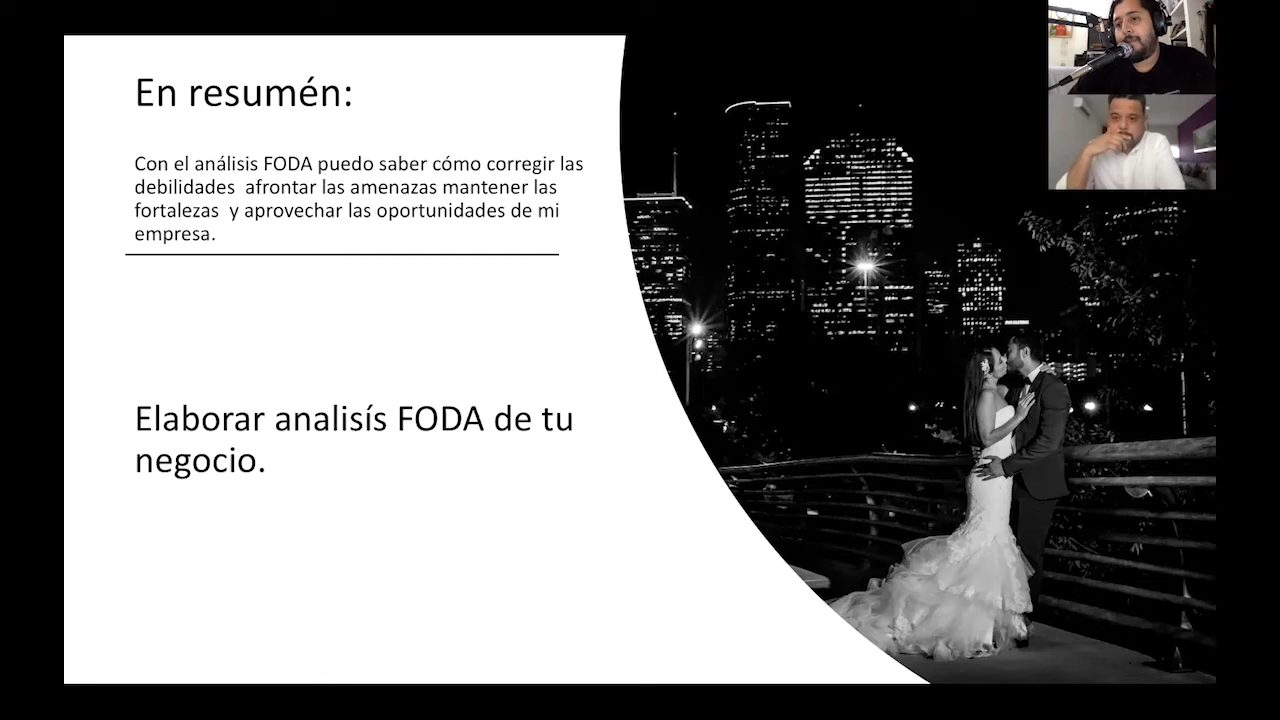 En resumén:
Con el análisis FODA puedo saber cómo corregir las
debilidades  afrontar las amenazas mantener las
fortalezas  y aprovechar las oportunidades de mi
empresa.
Elaborar analisís FODA de tu
negocio.